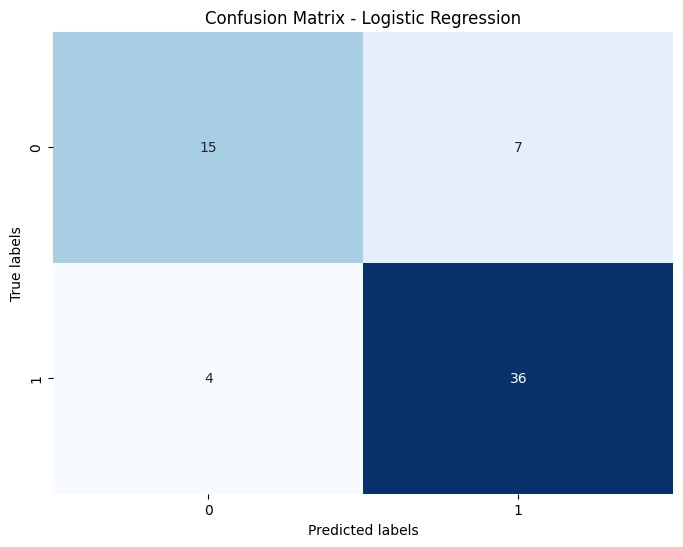 Confusion Matrix - Logistic Regression
0
15
7
True labels
1
4
36
0
1
Predicted labels